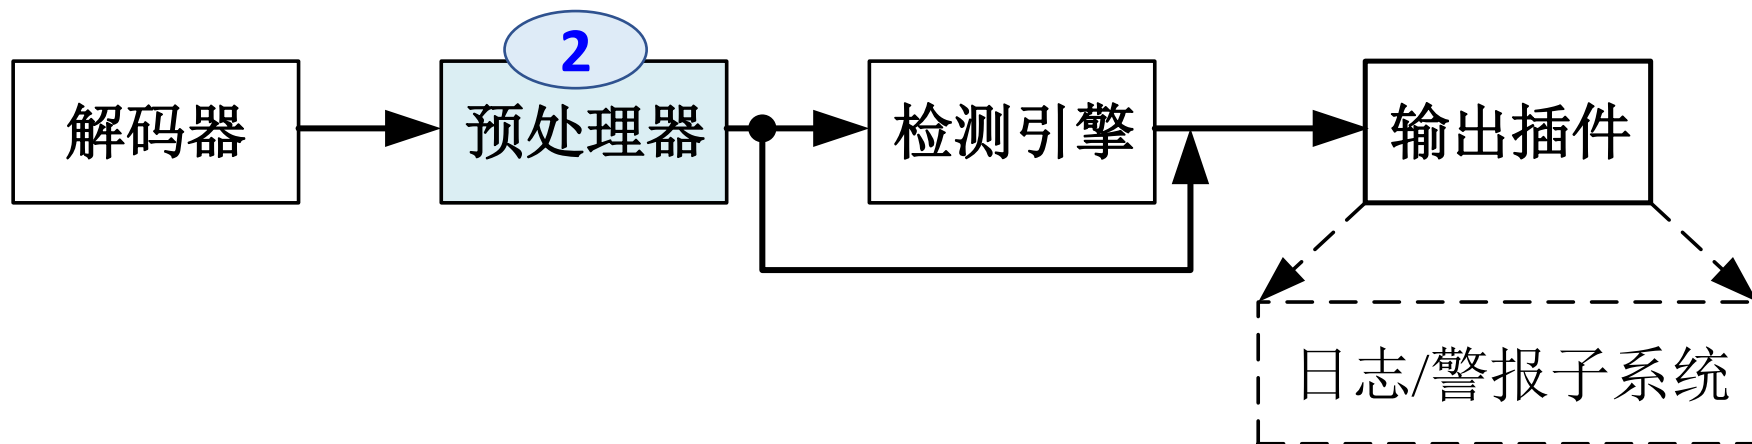 2
解码器
预处理器
检测引擎
输出插件
日志/警报子系统